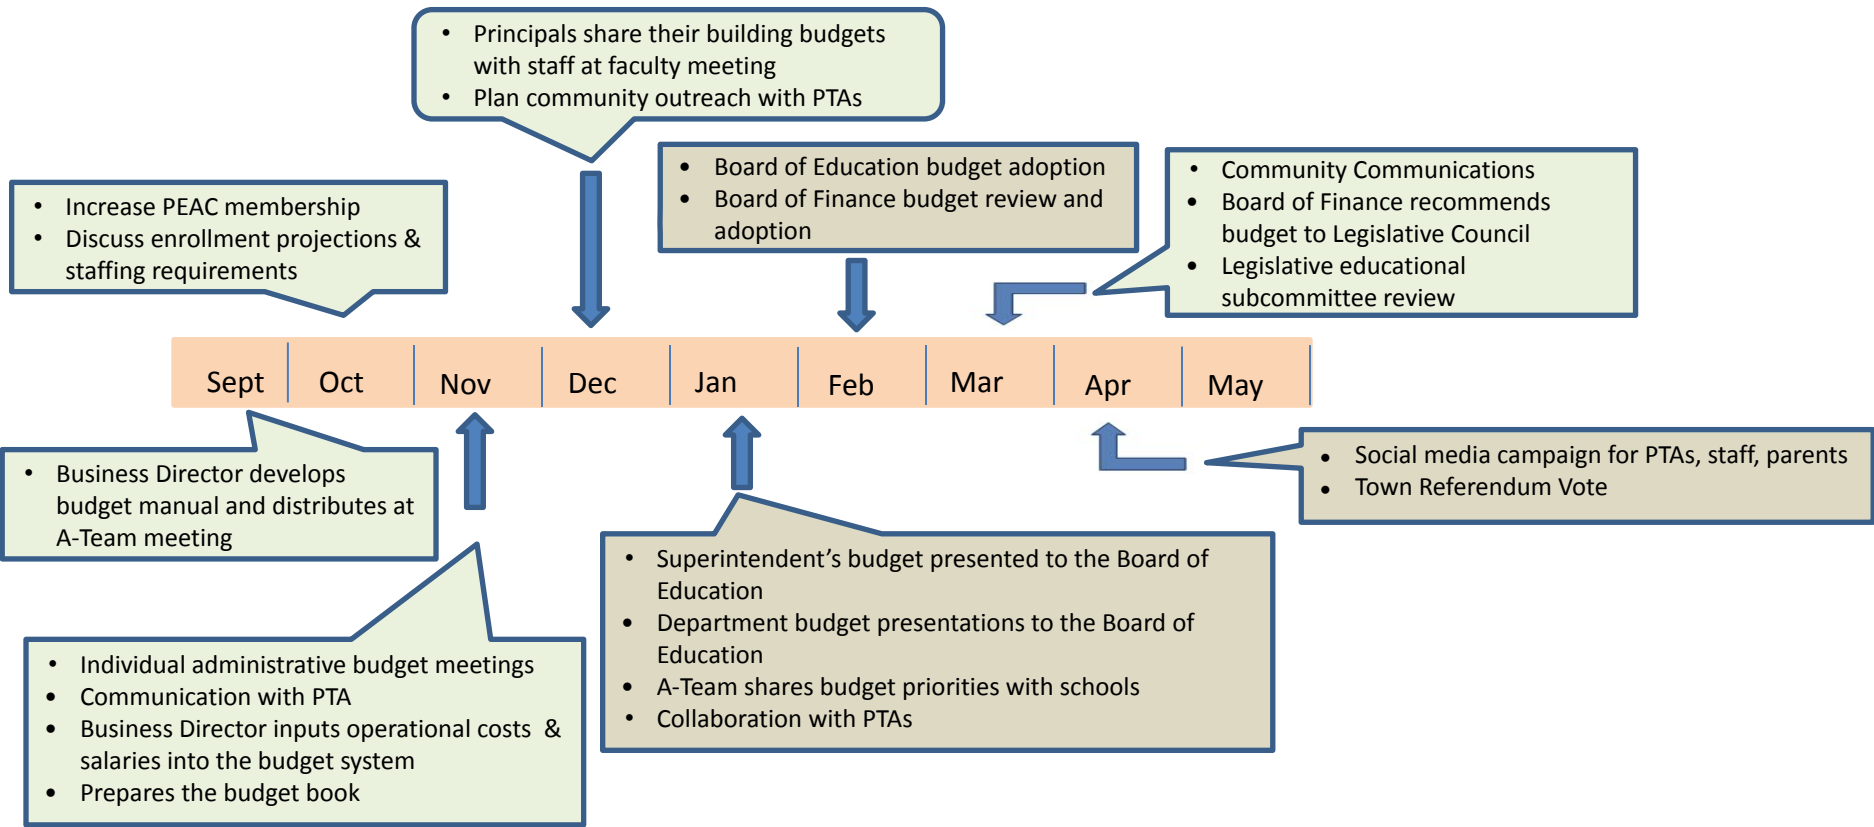 • Principals share their building budgets
with staff at faculty meeting
• Plan community outreach with PTAs
• Increase PEAC membership
• Discuss enrollment projections &
staffing requirements
• Board of Education budget adoption
• Board of Finance budget review and
adoption
• Community Communications
• Board of Finance recommends
budget to Legislative Council
• Legislative educational
subcommittee review
Sept Oct Nov Dec Jan Feb Mar Apr May
• Business Director develops
budget manual and distributes at
A-Team meeting
• Individual administrative budget meetings
• Communication with PTA
• Business Director inputs operational costs &
salaries into the budget system
• Prepares the budget book
• Superintendent’s budget presented to the Board of
Education
• Department budget presentations to the Board of
Education
• A-Team shares budget priorities with schools
• Collaboration with PTAs
• Social media campaign for PTAs, staff, parents
• Town Referendum Vote